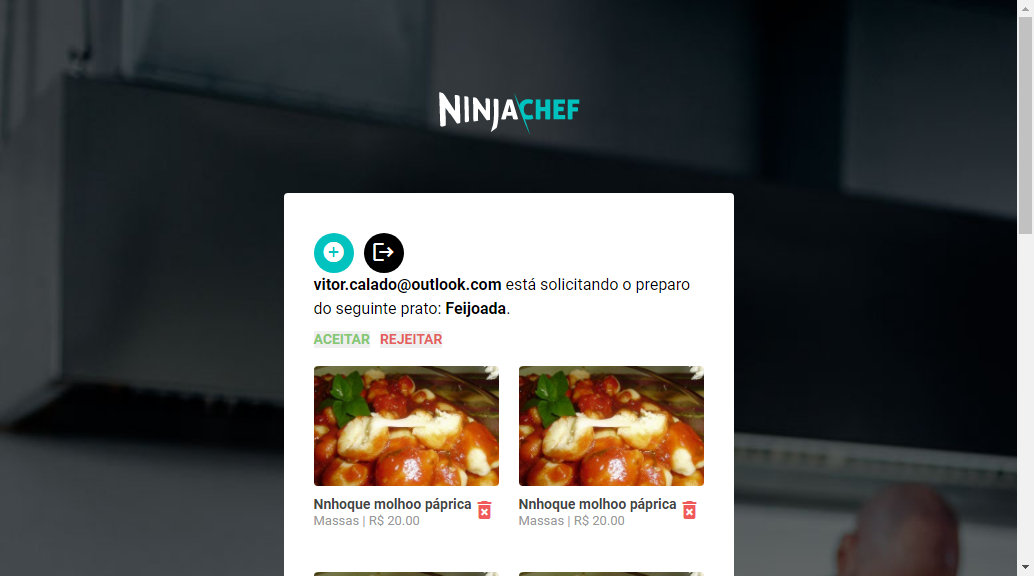 NINJACHEF
vitor.calado@outlook.com está solicitando o preparo
do seguinte prato: Feijoada.
ACEITAR REJEITAR
Nnhoque molhoo páprica
Massas | R$ 20.00
Nnhoque molhoo páprica
Massas | R$ 20.00